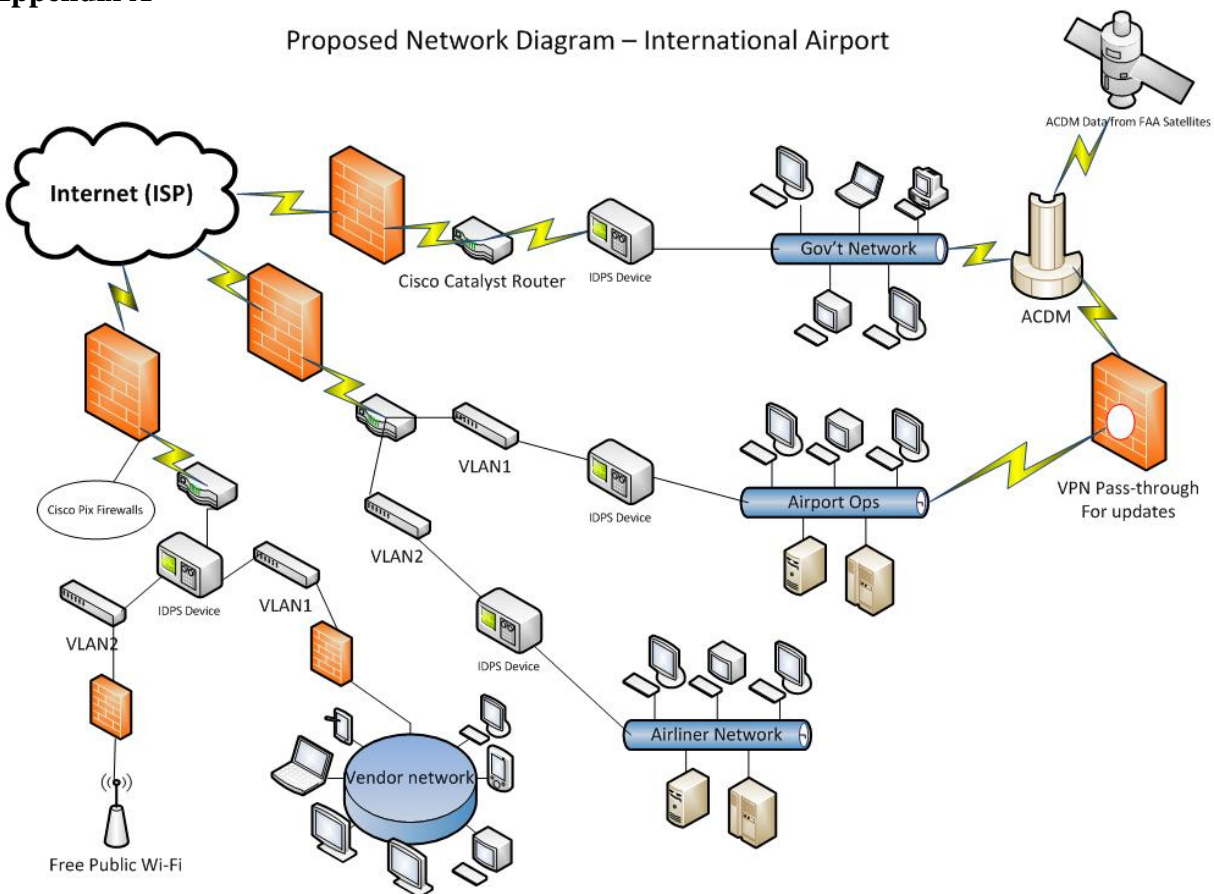 Proposed Network Diagram – International Airport
ACDM Data from FAA Satellites
Internet (ISP)
Cisco Catalyst Router
IDPS Device
Gov't Network
ACDM
VLAN1
IDPS Device
Airport Ops
VPN Pass-through
For updates
Cisco Pix Firewalls
VLAN2
IDPS Device
VLAN1
VLAN2
IDPS Device
Airliner Network
Vendor network
Free Public Wi-Fi